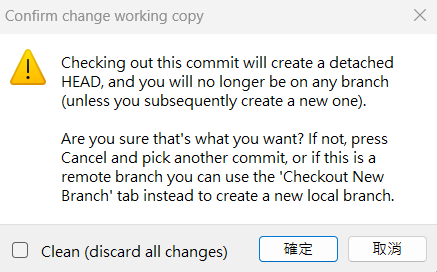 Confirm change working copy
Checking out this commit will create a detached
HEAD, and you will no longer be on any branch
(unless you subsequently create a new one).
Are you sure that's what you want? If not, press
Cancel and pick another commit, or if this is a
remote branch you can use the 'Checkout New
Branch' tab instead to create a new local branch.
Clean (discard all changes)
確定
取消